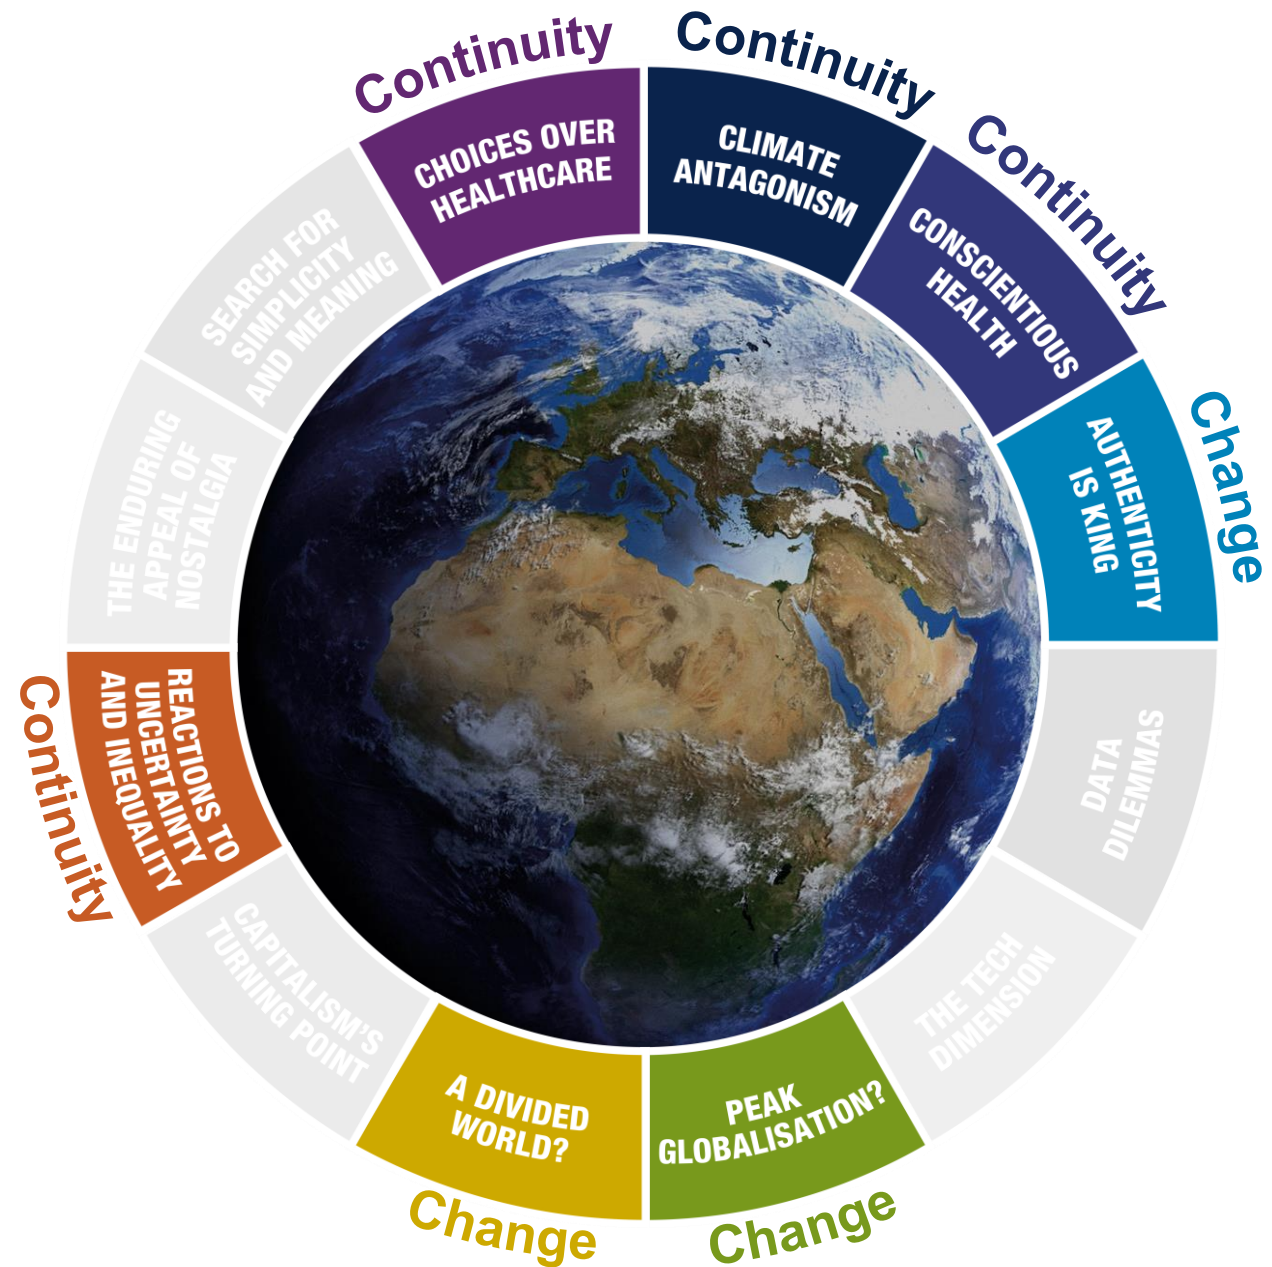 Continuity
CLIMATE
ANTAGONISM
Continuity
CONSCIENTIOUS
HEALTH
Change
AUTHENTICITY
IS KING
DATA
DILEMMAS
THE TECH
DIMENSION
PEAK
GLOBALISATION?
Change
A DIVIDED
WORLD?
Change
CAPITALISM'S
TURNING POINT
REACTIONS TO
UNCERTAINTY
AND INEQUALITY
Continuity
THE ENDURING
APPEAL OF
NOSTALGIA
SEARCH FOR
SIMPLICITY
AND MEANING
Continuity
CHOICES OVER
HEALTHCARE